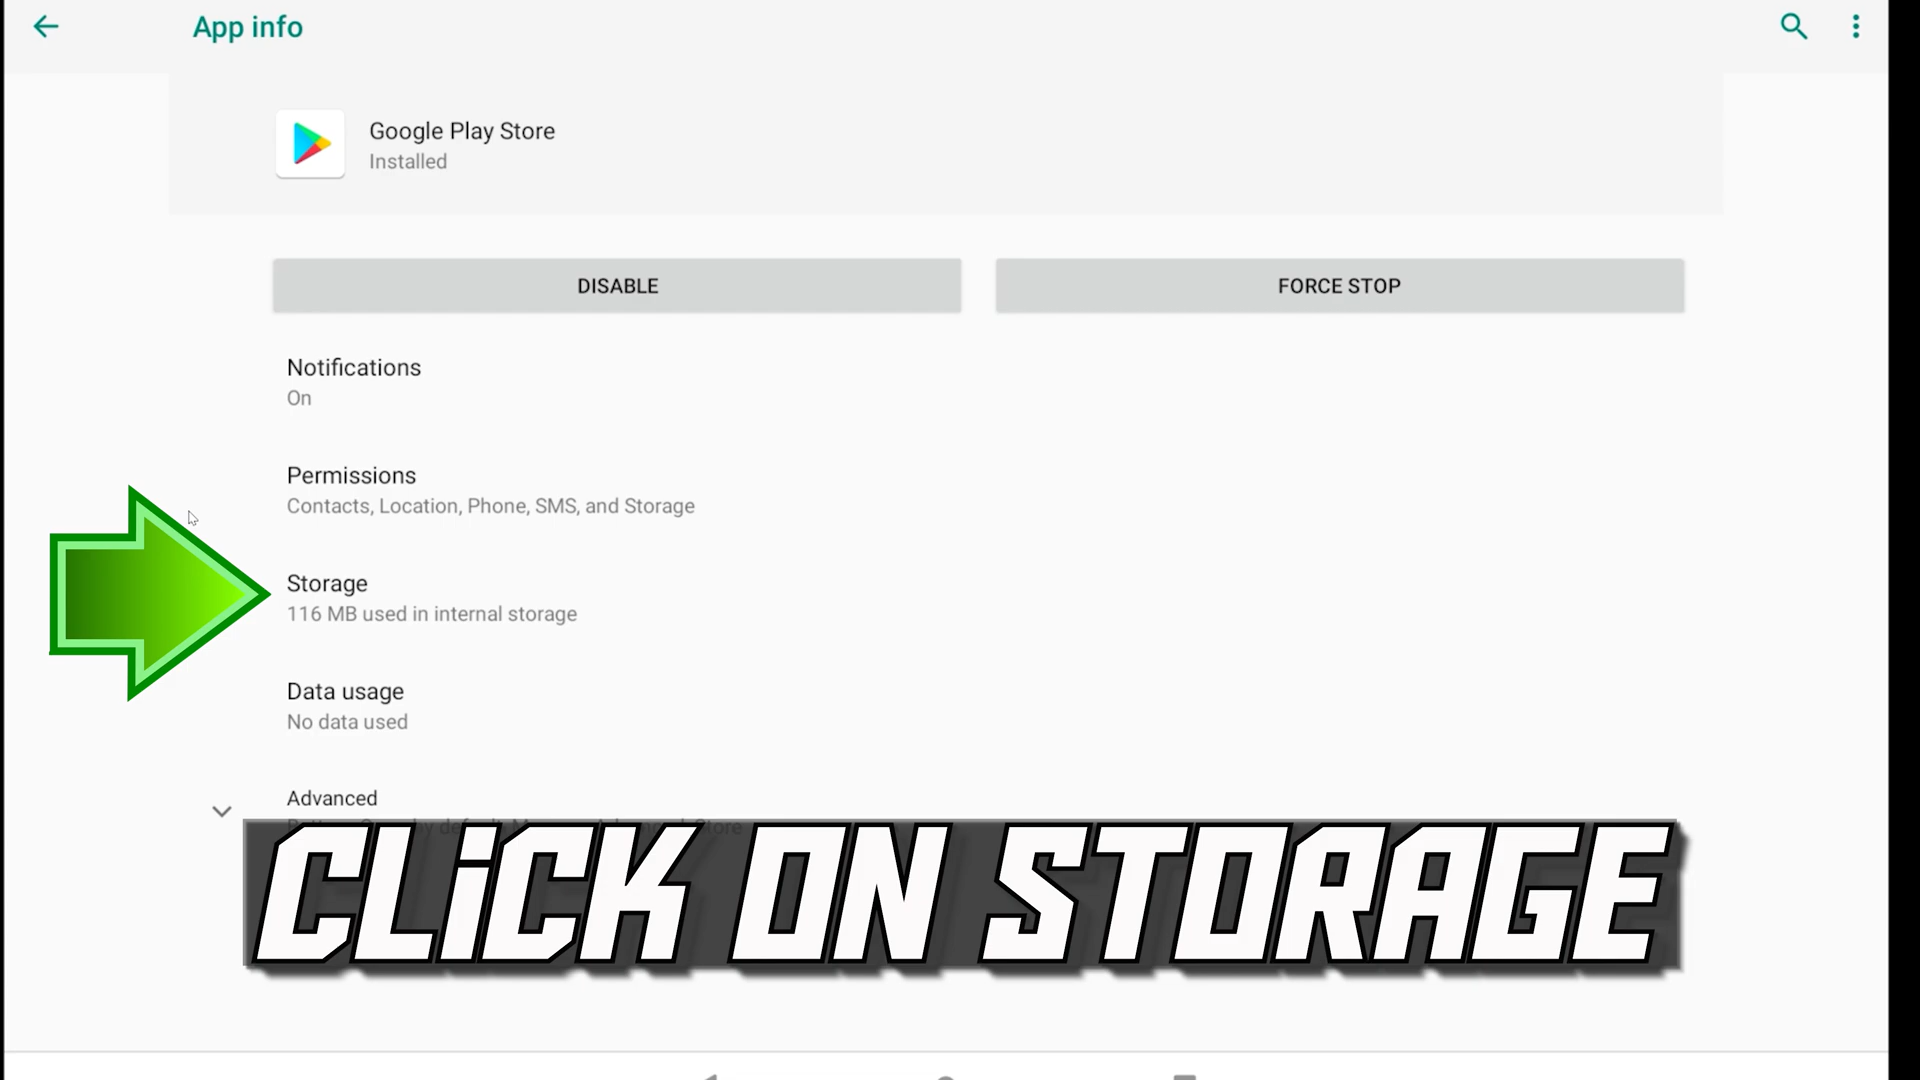 App info
Google Play Store
Installed
DISABLE
FORCE STOP
Notifications
On
Permissions
Contacts, Location, Phone, SMS, and Storage
Storage
116 MB used in internal storage
Data usage
No data used
Advanced
CLiCK ON STORAGE